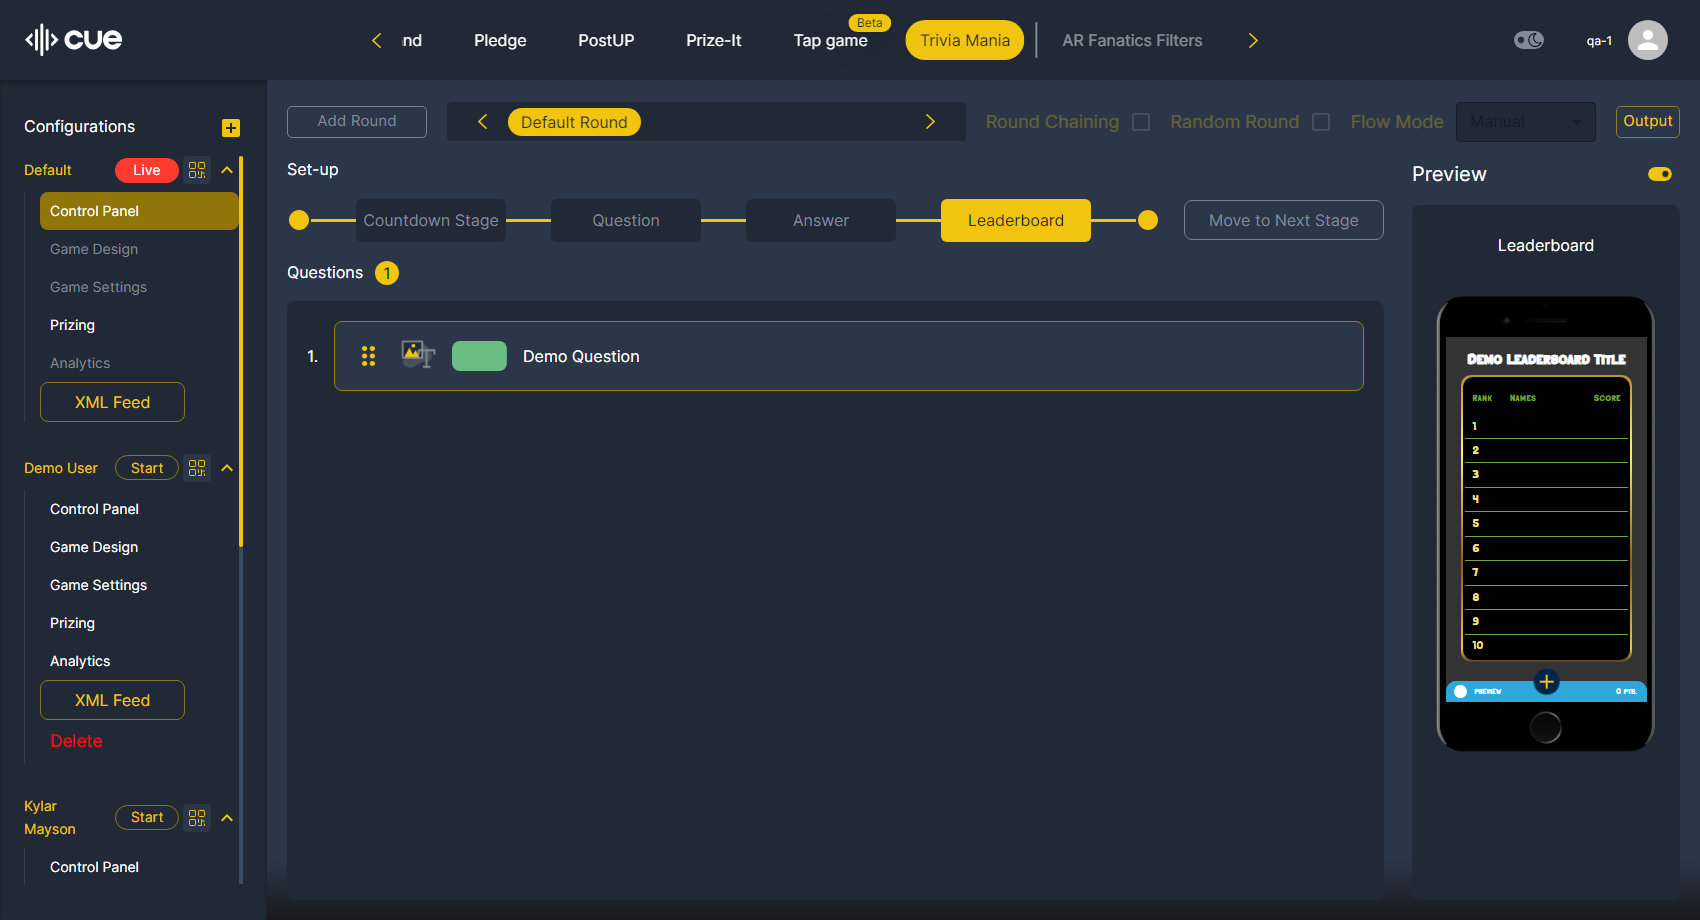 cue
nd
Pledge
PostUP
Prize-It
Tap game
Beta
Trivia Mania
AR Fanatics Filters
qa-1
Configurations
Default
Live
Control Panel
Game Design
Game Settings
Prizing
Analytics
XML Feed
Demo User
Start
Control Panel
Game Design
Game Settings
Prizing
Analytics
XML Feed
Delete
Kylar
Mayson
Start
Control Panel
Add Round
Default Round
Round Chaining
Random Round
Flow Mode
Manual
Output
Set-up
Countdown Stage
Question
Answer
Leaderboard
Move to Next Stage
Questions 1
1.
Demo Question
Preview
Leaderboard
Demo Leaderboard Title
Rank Names Score
1
2
3
4
5
6
7
8
9
10
PREVIEW
0 PTS.